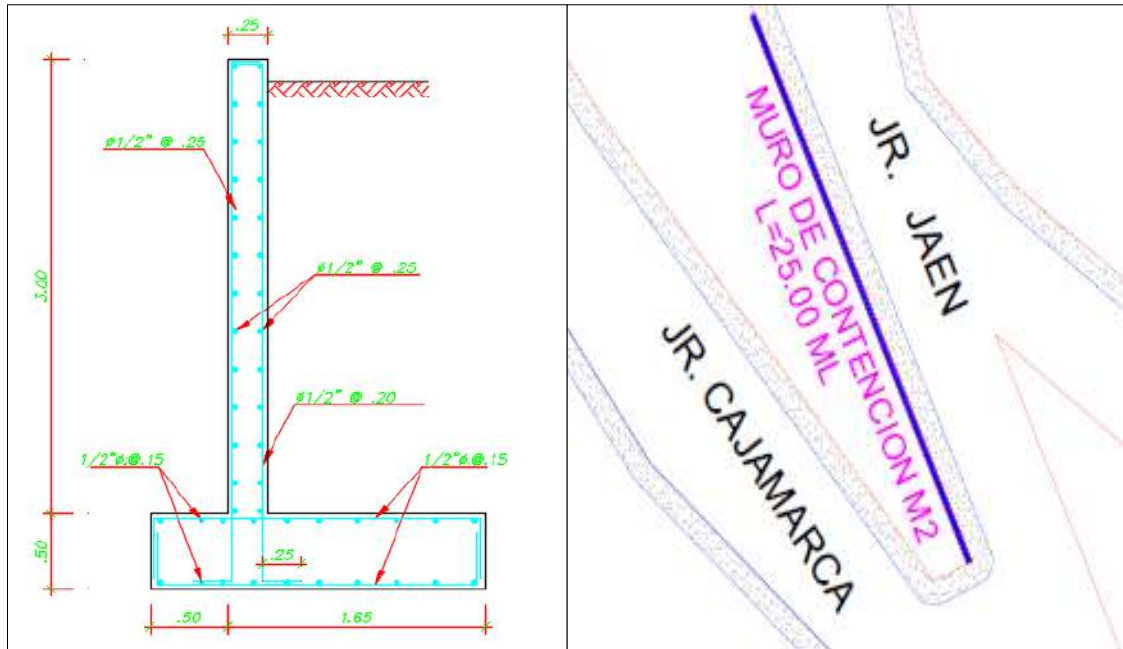 .25
3.00
ø1/2" @ .25
ø1/2" @ .25
ø1/2" @ .20
1/2"ø.@.15
1/2"ø.@.15
.50
.25
.50
1.65
MURO DE CONTENCION M2
L=25.00 ML
JR. JAEN
JR. CAJAMARCA